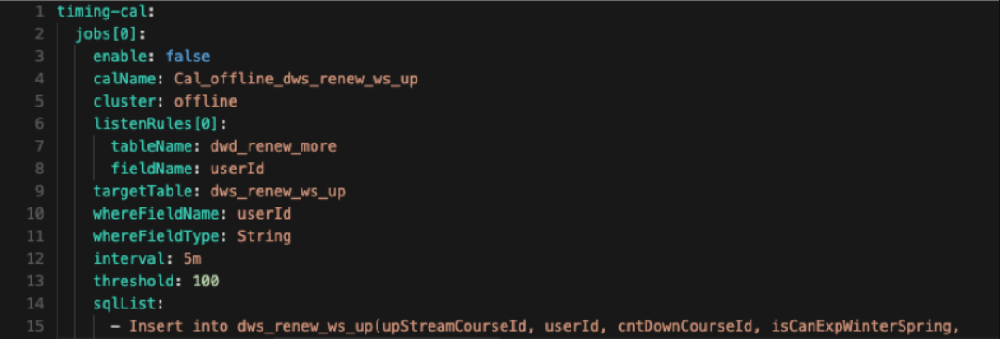 1 timing-cal:
2 jobs[0]:
3 enable: false
4 calName: Cal_offline_dws_renew_ws_up
5 cluster: offline
6 listenRules[0]:
7 tableName: dwd_renew_more
8 fieldName: userId
9 targetTable: dws_renew_ws_up
10 whereFieldName: userId
11 whereFieldType: String
12 interval: 5m
13 threshold: 100
14 sqlList:
15 - Insert into dws_renew_ws_up(upStreamCourseId, userId, cntDownCourseId, isCanExpWinterSpring,